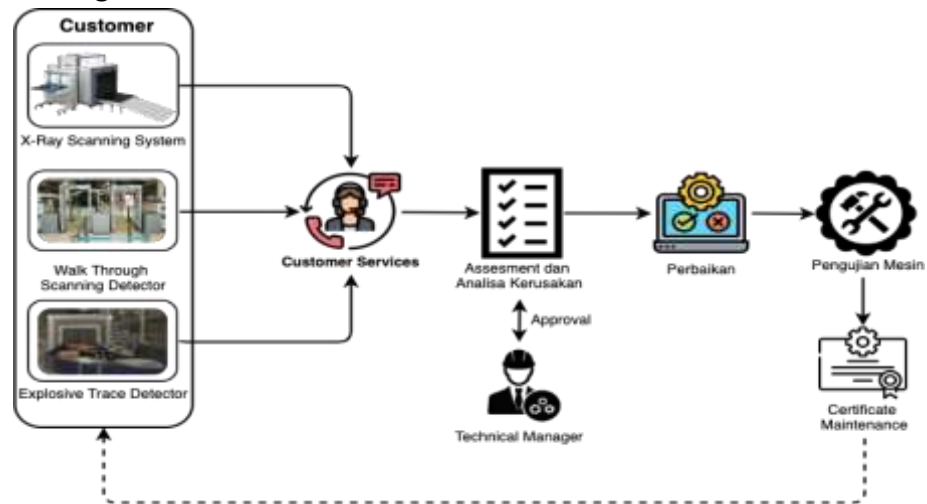 Customer
X-Ray Scanning System
Walk Through
Scanning Detector
Explosive Trace Detector
Customer Services
Assesment dan
Analisa Kerusakan
Approval
Technical Manager
Perbaikan
Pengujian Mesin
Certificate
Maintenance